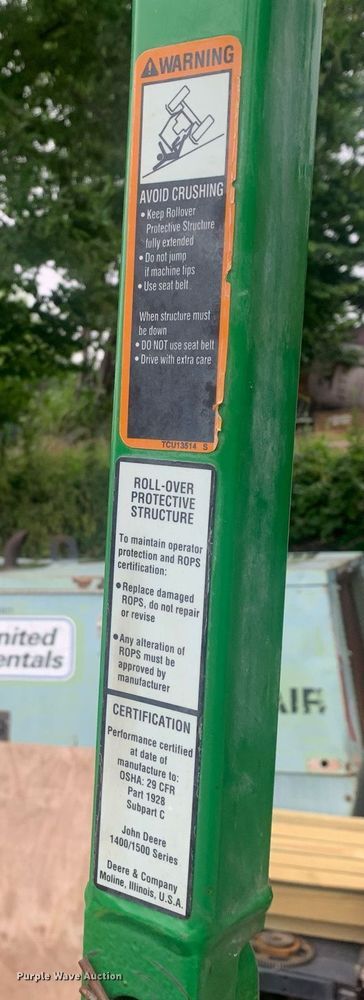 WARNING
AVOID CRUSHING
• Keep Rollover
Protective Structure
fully extended
• Do not jump
if machine tips
• Use seat belt
When structure must
be down
• DO NOT use seat belt
• Drive with extra care
TCU13514 S
ROLL-OVER
PROTECTIVE
STRUCTURE
To maintain operator
protection and ROPS
certification:
• Replace damaged
ROPS, do not repair
or revise
• Any alteration of
ROPS must be
approved by
manufacturer
CERTIFICATION
Performance certified
at date of
manufacture to:
OSHA: 29 CFR
Part 1928
Subpart C
John Deere
1400/1500 Series
Deere & Company
Moline, Illinois, U.S.A.
nited
entals
AIR
Purple Wave Auction